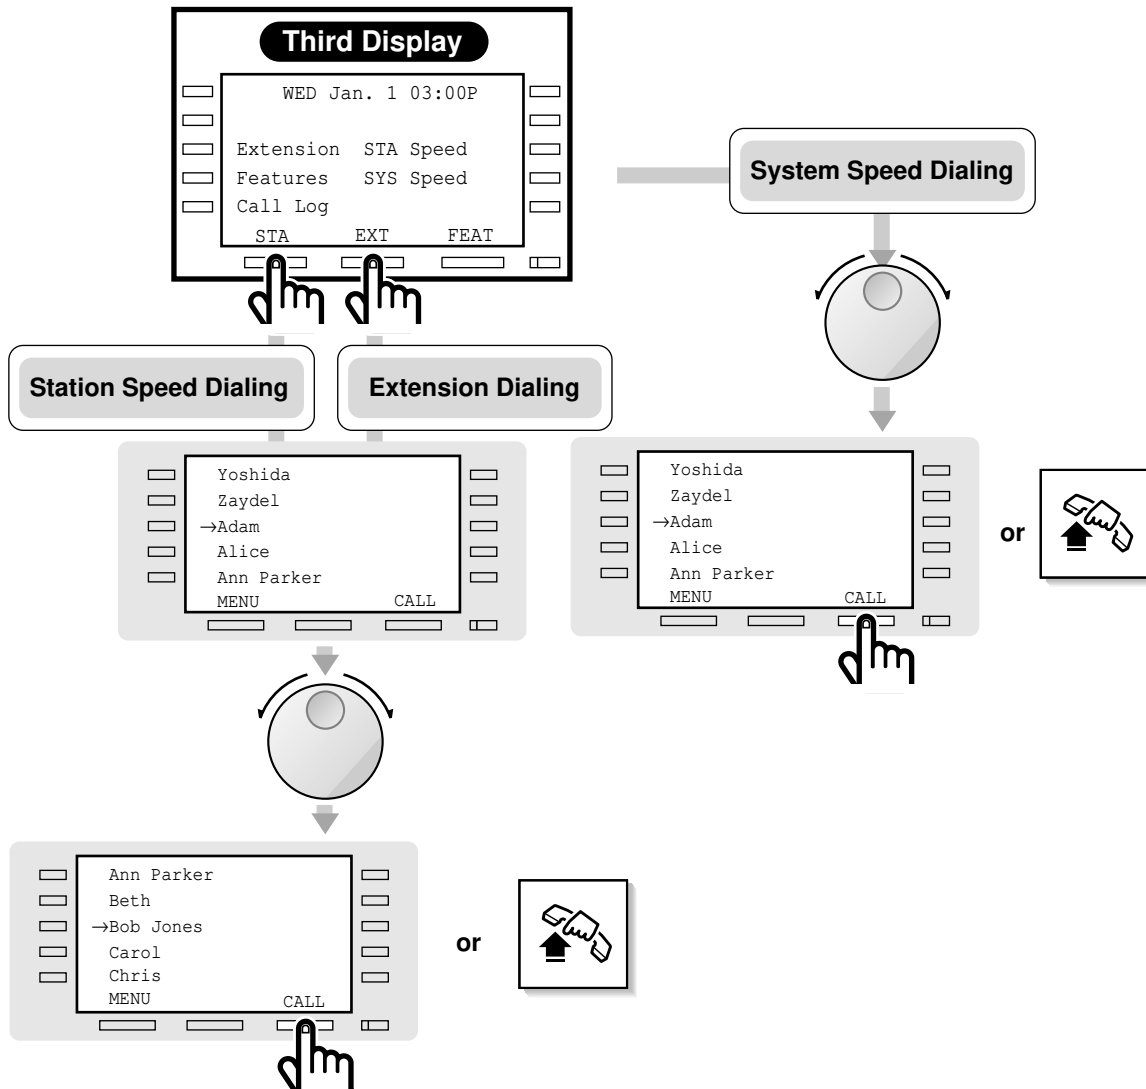 Third Display
WED Jan. 1 03:00P
Extension STA Speed
Features SYS Speed
Call Log
STA EXT FEAT
System Speed Dialing
Station Speed Dialing
Extension Dialing
Yoshida
Zaydel
→Adam
Alice
Ann Parker
MENU CALL
Yoshida
Zaydel
→Adam
Alice
Ann Parker
MENU CALL
or
Ann Parker
Beth
→Bob Jones
Carol
Chris
MENU CALL
or